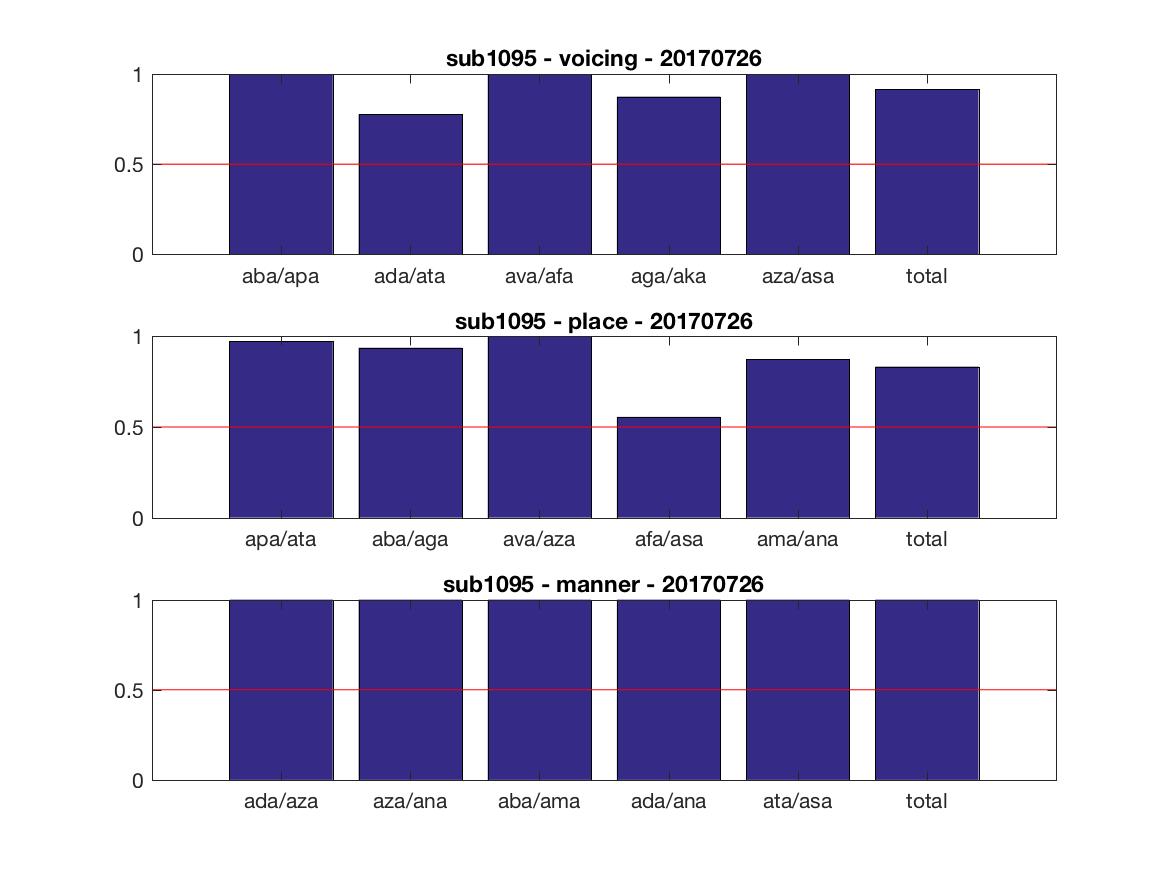 sub1095 - voicing - 20170726
1
0.5
0
aba/apa ada/ata ava/afa aga/aka aza/asa total
sub1095 - place - 20170726
1
0.5
0
apa/ata aba/aga ava/aza afa/asa ama/ana total
sub1095 - manner - 20170726
1
0.5
0
ada/aza aza/ana aba/ama ada/ana ata/asa total